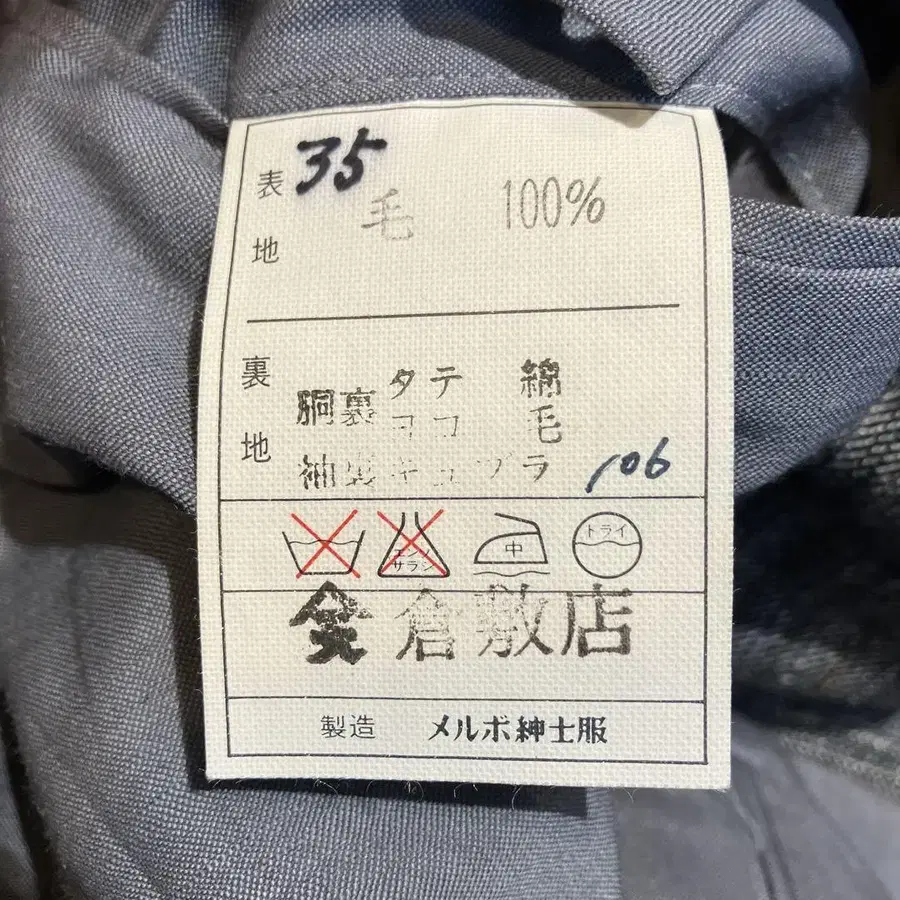 35
表地
毛 100%
裏地
タテ 綿
胴裏
ヨコ 毛
袖裏キュプラ
106
エンソ
サラシ
中
ドライ
倉敷店
製造 メルボ紳士服